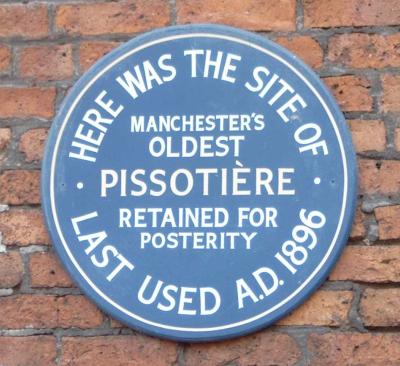 HERE WAS THE SITE OF
MANCHESTER'S
OLDEST
· PISSOTIÈRE ·
RETAINED FOR
POSTERITY
LAST USED A.D. 1896